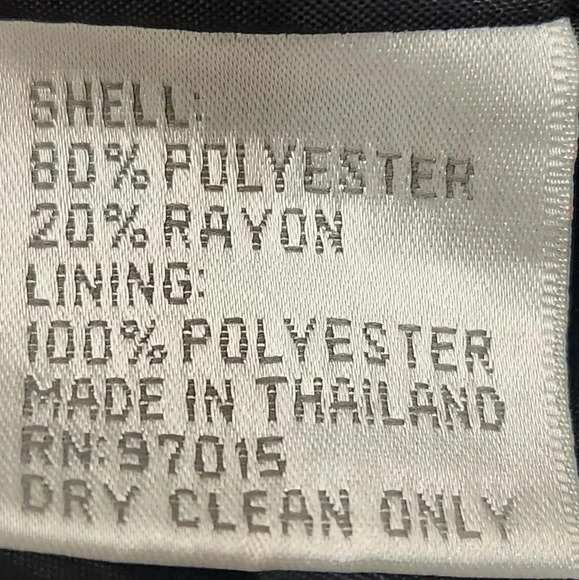 SHELL:
80% POLYESTER
20% RAYON
LINING:
100% POLYESTER
MADE IN THAILAND
RN:97015
DRY CLEAN ONLY